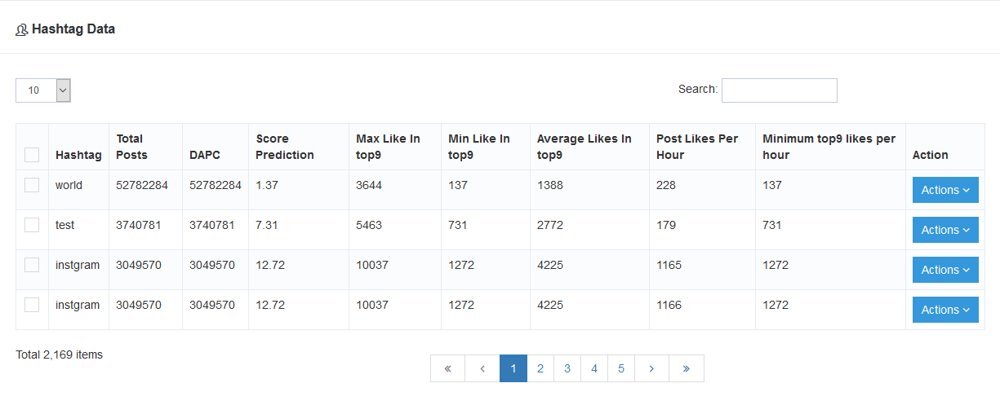 Hashtag Data
10
Search:
Hashtag Total Posts DAPC Score Prediction Max Like In top9 Min Like In top9 Average Likes In top9 Post Likes Per Hour Minimum top9 likes per hour Action
world 52782284 52782284 1.37 3644 137 1388 228 137 Actions
test 3740781 3740781 7.31 5463 731 2772 179 731 Actions
instgram 3049570 3049570 12.72 10037 1272 4225 1165 1272 Actions
instgram 3049570 3049570 12.72 10037 1272 4225 1166 1272 Actions
Total 2,169 items
« ‹ 1 2 3 4 5 › »